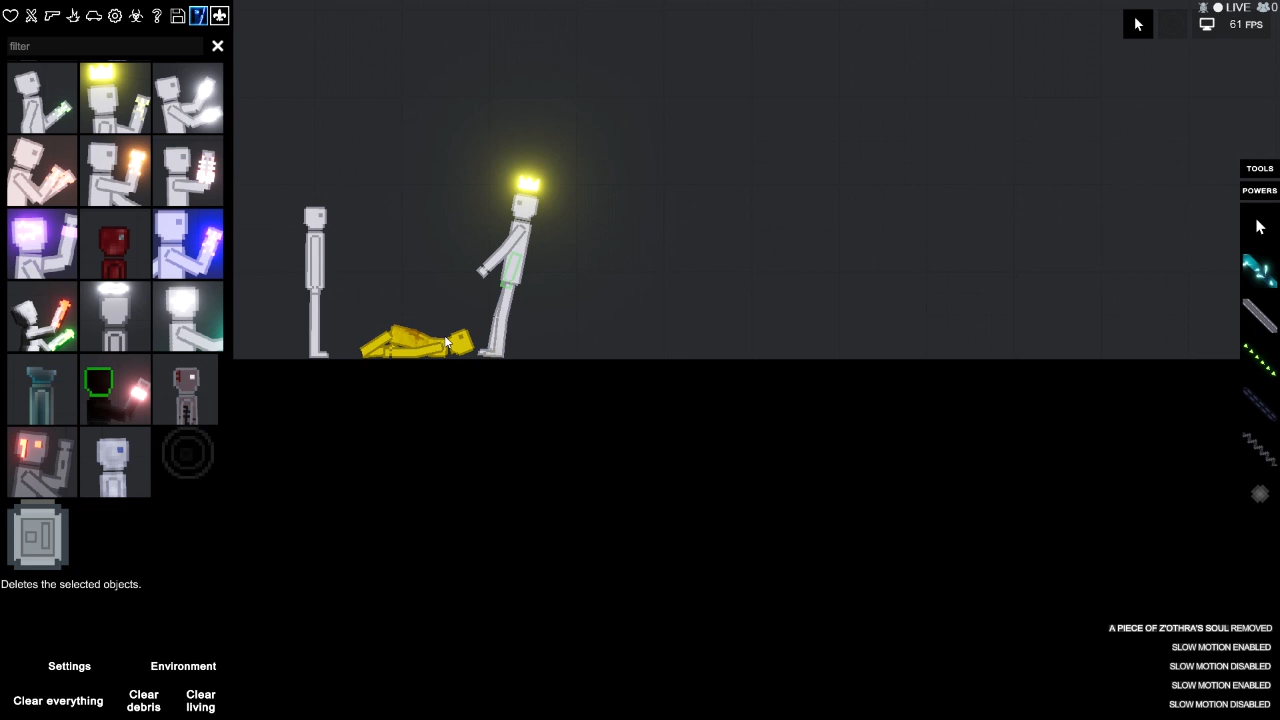 LIVE 0
61 FPS
filter
TOOLS
POWERS
Deletes the selected objects.
A PIECE OF Z'OTHRA'S SOUL REMOVED
SLOW MOTION ENABLED
SLOW MOTION DISABLED
SLOW MOTION ENABLED
SLOW MOTION DISABLED
Settings
Environment
Clear everything
Clear debris
Clear living